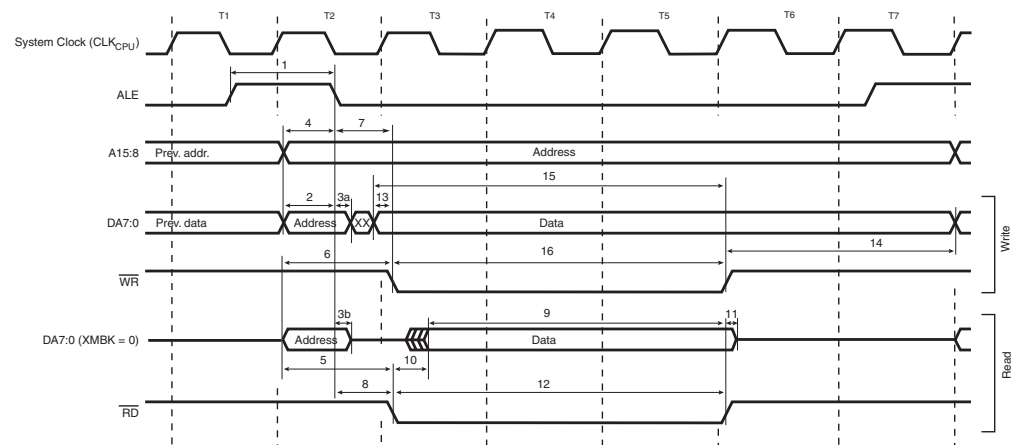 T1 T2 T3 T4 T5 T6 T7
System Clock (CLKCPU)
1
ALE
4 7
A15:8 Prev. addr. Address
15
2 3a 13
DA7:0 Prev. data Address XX Data
14
6 16
WR
Write
3b 9 11
DA7:0 (XMBK = 0) Address Data
5 10
8 12
RD
Read